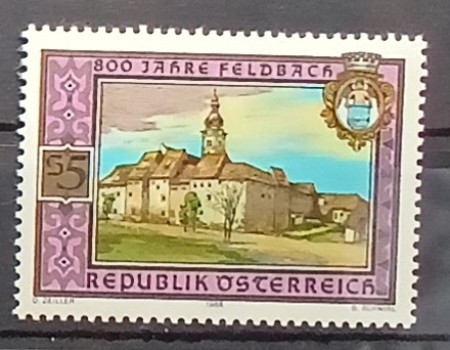 800 JAHRE FELDBACH
S5
REPUBLIK ÖSTERREICH
O. ZEILLER 1988